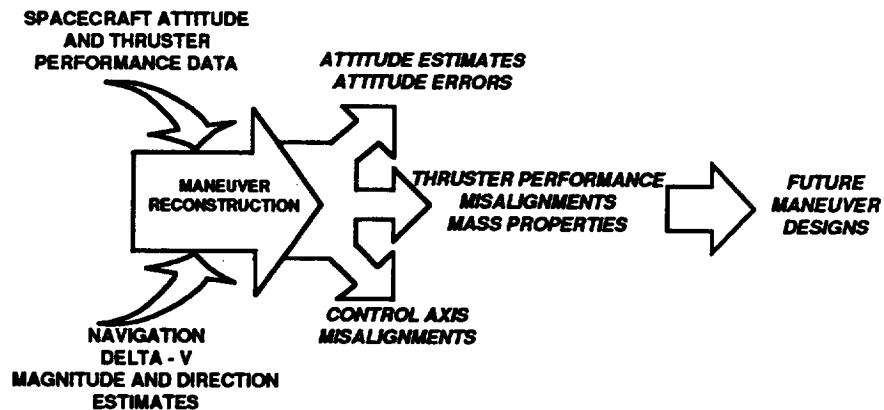 SPACECRAFT ATTITUDE
AND THRUSTER
PERFORMANCE DATA
ATTITUDE ESTIMATES
ATTITUDE ERRORS
MANEUVER
RECONSTRUCTION
THRUSTER PERFORMANCE
MISALIGNMENTS
MASS PROPERTIES
FUTURE
MANEUVER
DESIGNS
CONTROL AXIS
MISALIGNMENTS
NAVIGATION
DELTA - V
MAGNITUDE AND DIRECTION
ESTIMATES